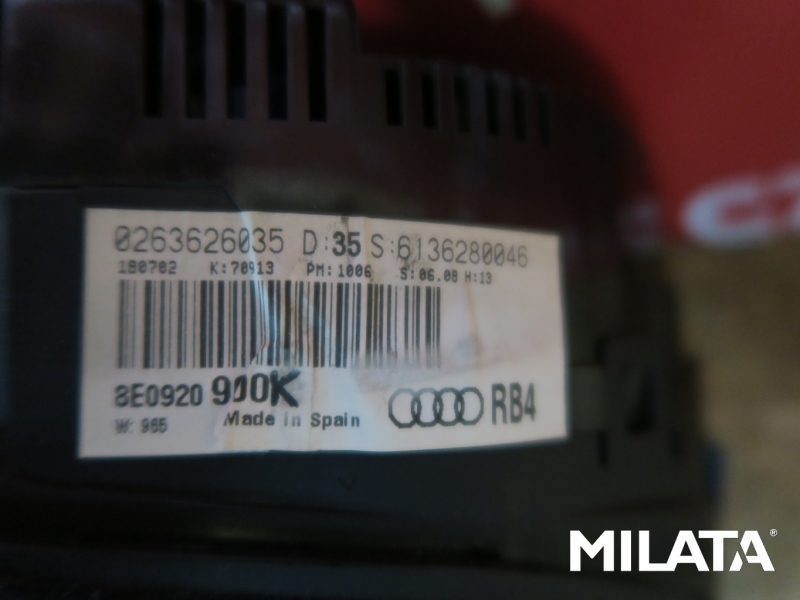 0263626035 D:35 S:6136280046
180702 K:70913 PM:1006 S:06.08 H:13
8E0920 900K
W: 965 Made in Spain RB4
MILATA®